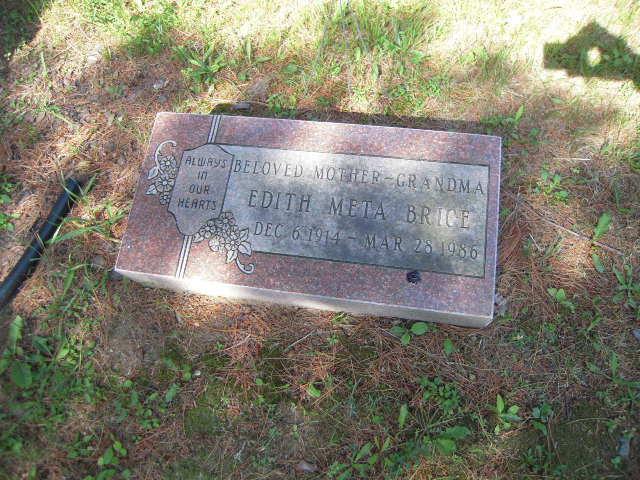 ALWAYS
IN
OUR
HEARTS
BELOVED MOTHER-GRANDMA
EDITH META BRICE
DEC. 6, 1914 - MAR. 28, 1986